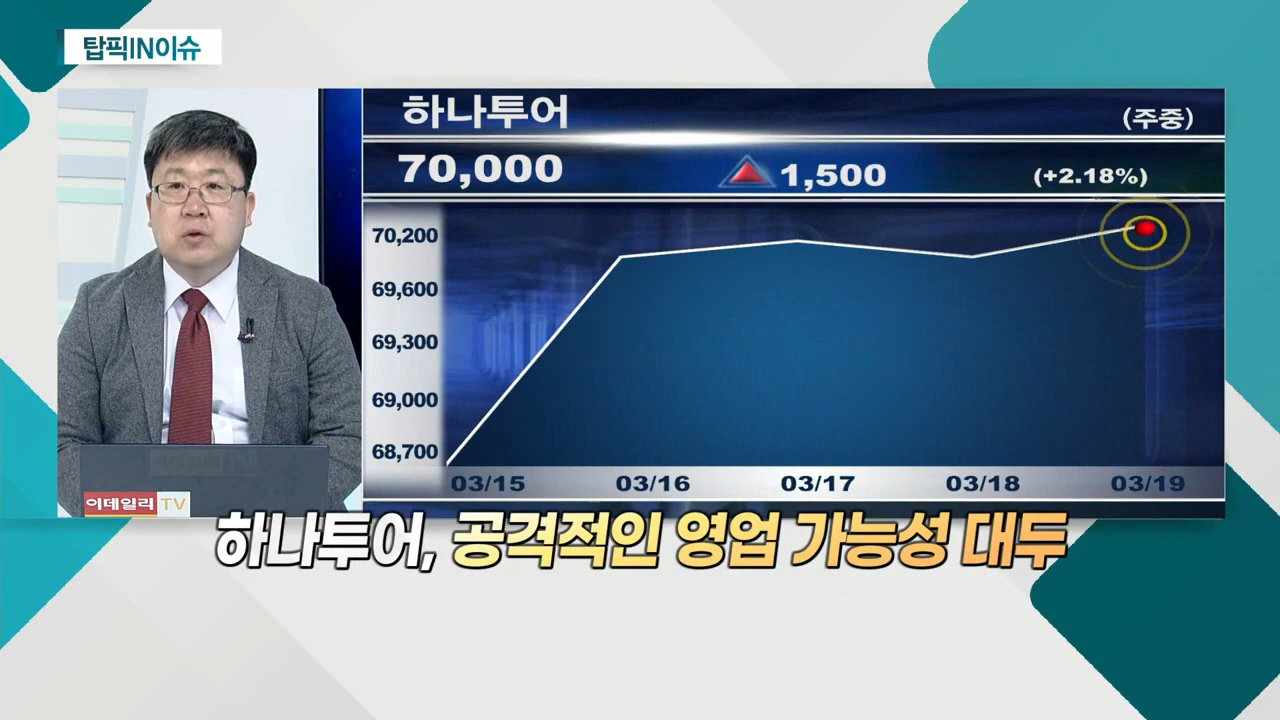 탑픽IN이슈
하나투어
(주중)
70,000 ▲ 1,500 (+2.18%)
70,200
69,600
69,300
69,000
68,700
03/15 03/16 03/17 03/18 03/19
이데일리TV
하나투어, 공격적인 영업 가능성 대두